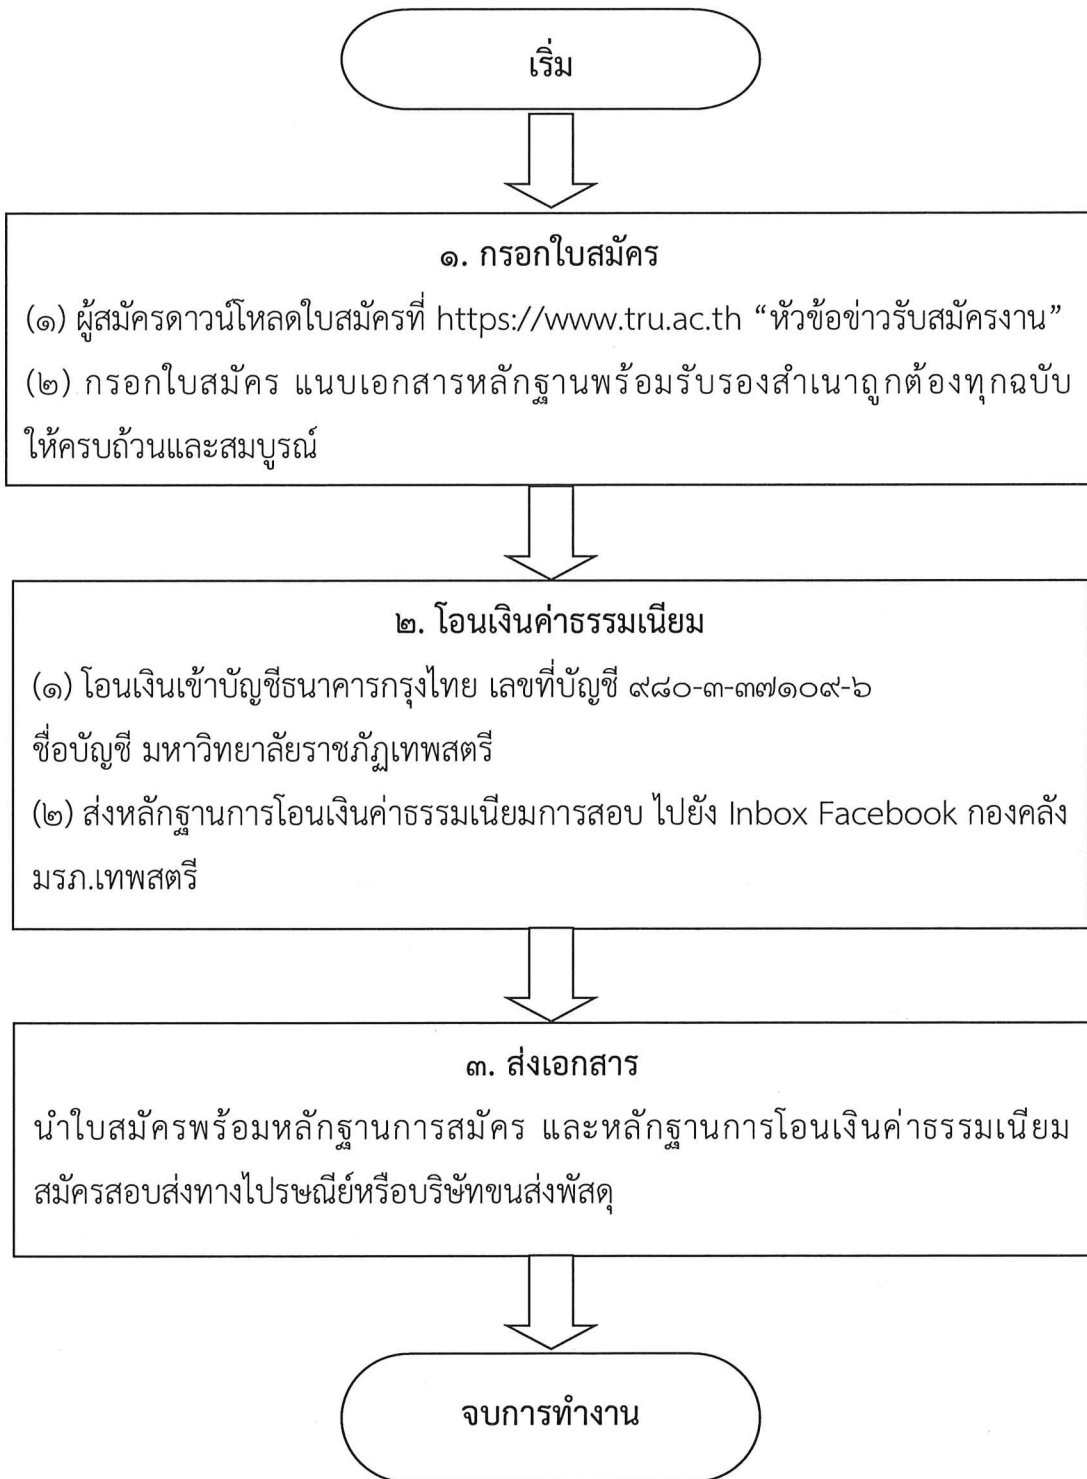 เริ่ม
๑. กรอกใบสมัคร
(๑) ผู้สมัครดาวน์โหลดใบสมัครที่ https://www.tru.ac.th “หัวข้อข่าวรับสมัครงาน”
(๒) กรอกใบสมัคร แนบเอกสารหลักฐานพร้อมรับรองสำเนาถูกต้องทุกฉบับ
ให้ครบถ้วนและสมบูรณ์
๒. โอนเงินค่าธรรมเนียม
(๑) โอนเงินเข้าบัญชีธนาคารกรุงไทย เลขที่บัญชี ๙๘๐-๓-๓๗๑๐๙-๖
ชื่อบัญชี มหาวิทยาลัยราชภัฏเทพสตรี
(๒) ส่งหลักฐานการโอนเงินค่าธรรมเนียมการสอบ ไปยัง Inbox Facebook กองคลัง
มรภ.เทพสตรี
๓. ส่งเอกสาร
นำใบสมัครพร้อมหลักฐานการสมัคร และหลักฐานการโอนเงินค่าธรรมเนียม
สมัครสอบส่งทางไปรษณีย์หรือบริษัทขนส่งพัสดุ
จบการทำงาน